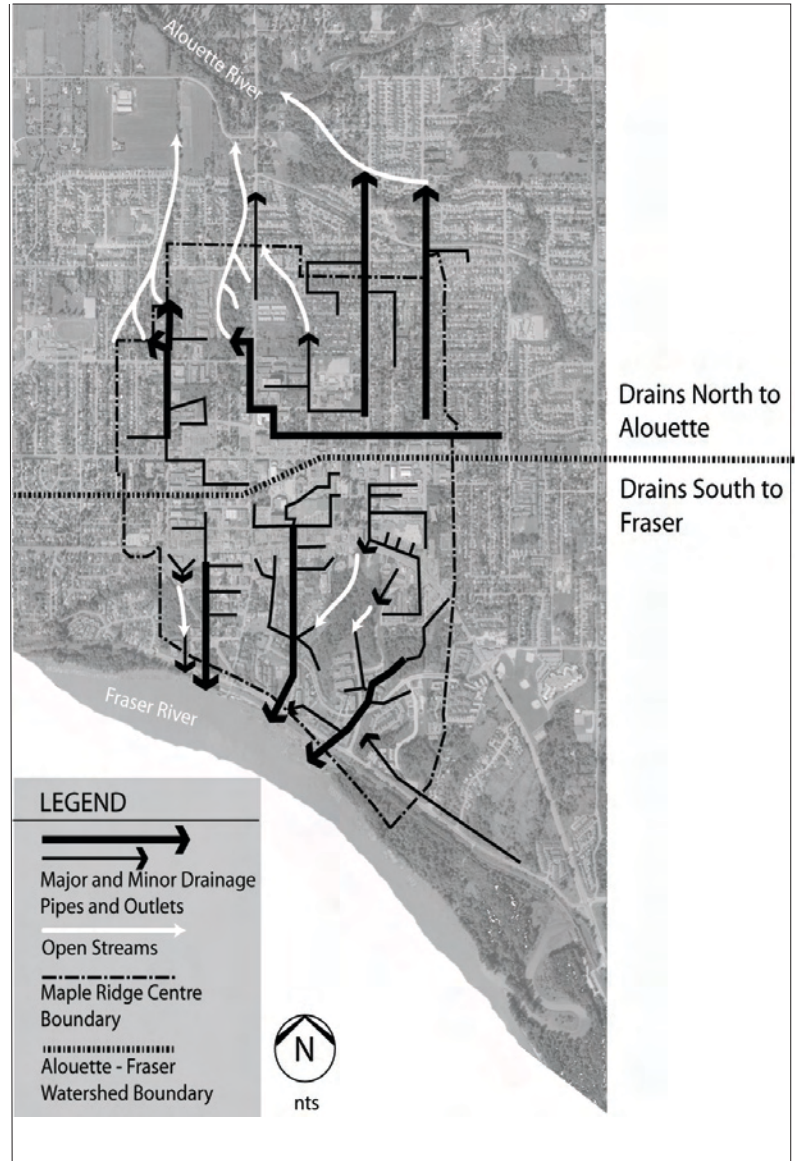 Alouette River
Drains North to
Alouette
Drains South to
Fraser
Fraser River
LEGEND
Major and Minor Drainage
Pipes and Outlets
Open Streams
Maple Ridge Centre
Boundary
Alouette - Fraser
Watershed Boundary
N
nts